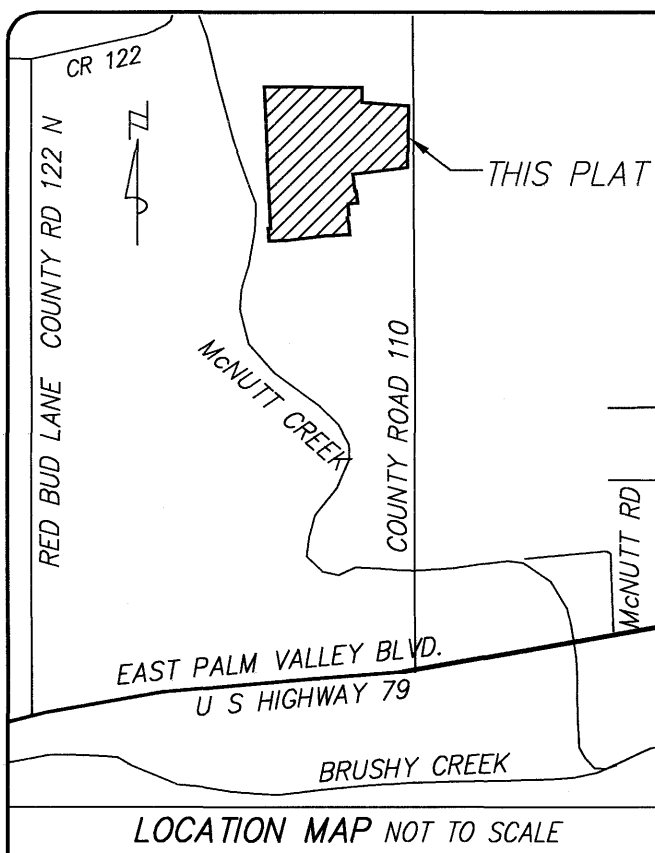 CR 122
N
RED BUD LANE COUNTY RD 122 N
THIS PLAT
McNUTT CREEK
COUNTY ROAD 110
McNUTT RD
EAST PALM VALLEY BLVD.
U S HIGHWAY 79
BRUSHY CREEK
LOCATION MAP NOT TO SCALE